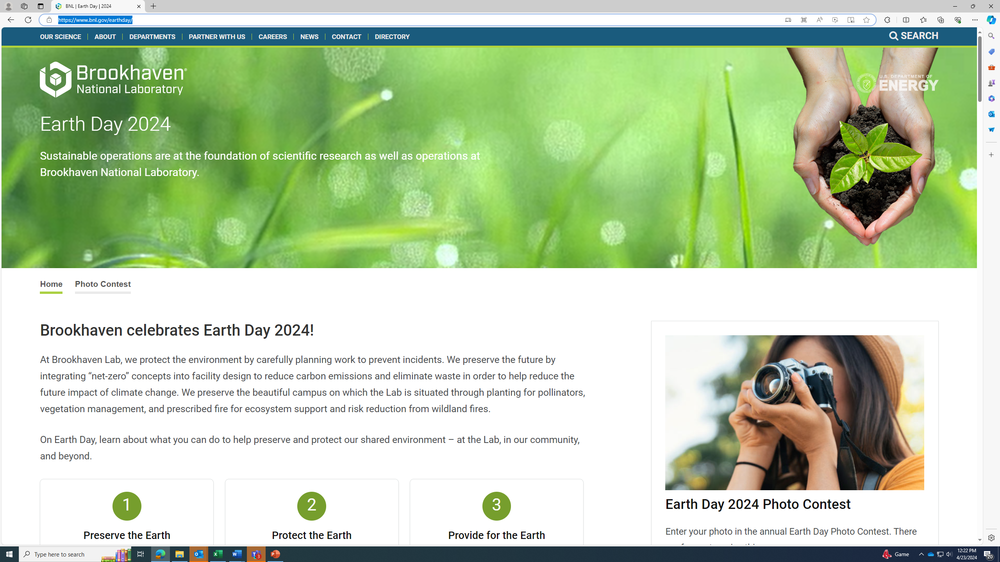 BNL | Earth Day | 2024
https://www.bnl.gov/earthday/
OUR SCIENCE | ABOUT | DEPARTMENTS | PARTNER WITH US | CAREERS | NEWS | CONTACT | DIRECTORY
SEARCH
Brookhaven®
National Laboratory
U.S. DEPARTMENT OF
ENERGY
Earth Day 2024
Sustainable operations are at the foundation of scientific research as well as operations at
Brookhaven National Laboratory.
Home
Photo Contest
Brookhaven celebrates Earth Day 2024!
At Brookhaven Lab, we protect the environment by carefully planning work to prevent incidents. We preserve the future by
integrating “net-zero” concepts into facility design to reduce carbon emissions and eliminate waste in order to help reduce the
future impact of climate change. We preserve the beautiful campus on which the Lab is situated through planting for pollinators,
vegetation management, and prescribed fire for ecosystem support and risk reduction from wildland fires.
On Earth Day, learn about what you can do to help preserve and protect our shared environment – at the Lab, in our community,
and beyond.
1
Preserve the Earth
2
Protect the Earth
3
Provide for the Earth
Earth Day 2024 Photo Contest
Enter your photo in the annual Earth Day Photo Contest. There
Type here to search
3
Game
12:22 PM
4/23/2024
20